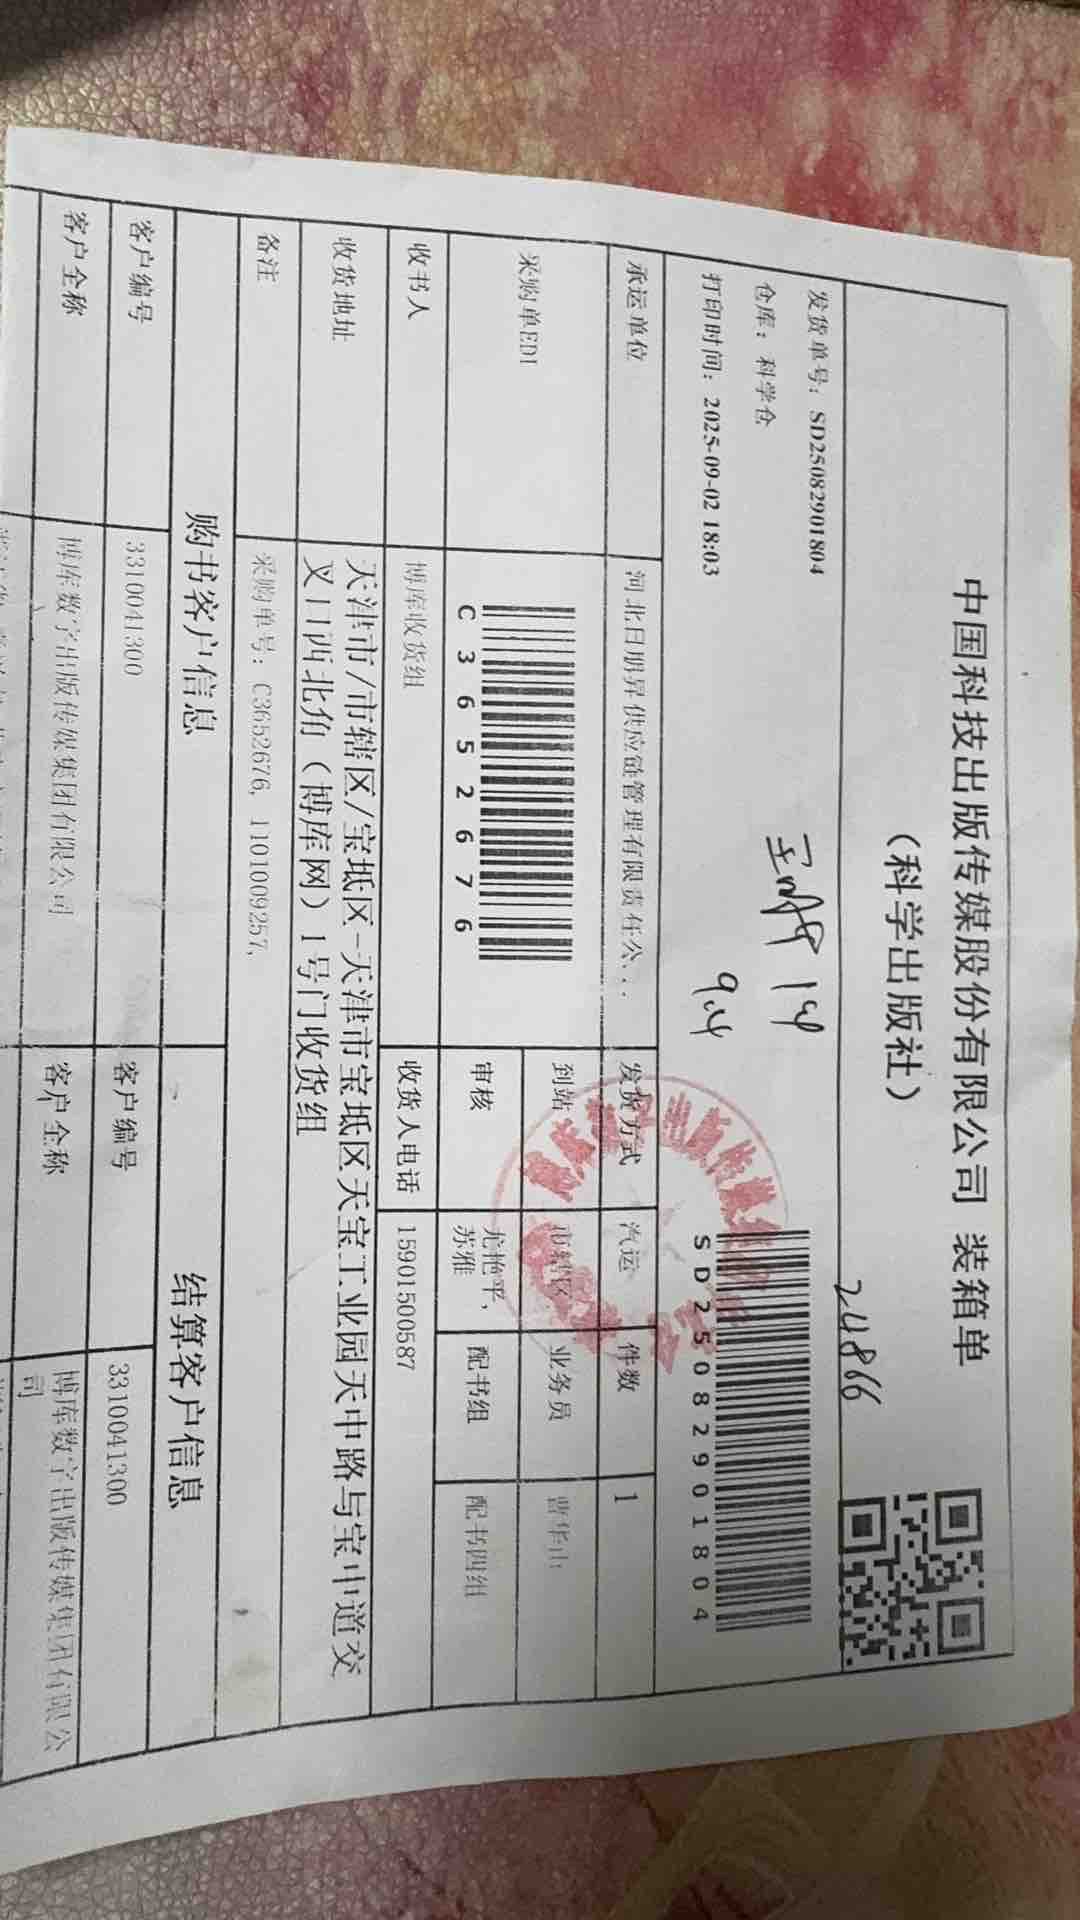 中国科技出版传媒股份有限公司 装箱单
（科学出版社）
24866
发货单号：SD25082901804
仓库：科学仓
打印时间：2025-09-02 18:03
9.4
SD25082901804
承运单位 河北日明昇供应链管理有限责任公... 发货方式 汽运 件数 1
采购单EDI C3652676 到站 市辖区 业务员 曹华山
审核 尤艳平,苏雅 配书组 配书四组
收书人 博库收货组 收货人电话 15901500587
收货地址 天津市/市辖区/宝坻区-天津市宝坻区天宝工业园天中路与宝中道交
叉口西北角（博库网）1号门收货组
备注 采购单号：C3652676, 1101009257,
购书客户信息 结算客户信息
客户编号 3310041300 客户编号 3310041300
客户全称 博库数字出版传媒集团有限公司 客户全称 博库数字出版传媒集团有限公
司